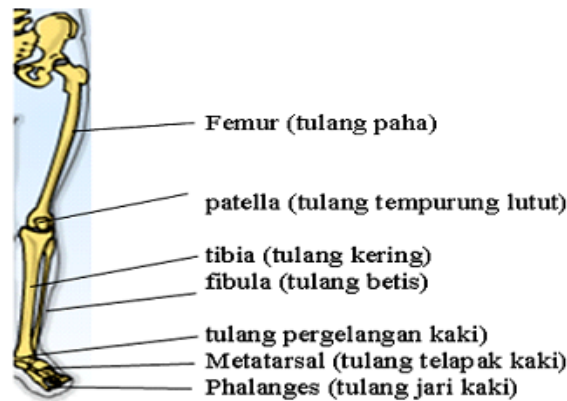 Femur (tulang paha)
patella (tulang tempurung lutut)
tibia (tulang kering)
fibula (tulang betis)
tulang pergelangan kaki)
Metatarsal (tulang telapak kaki)
Phalanges (tulang jari kaki)